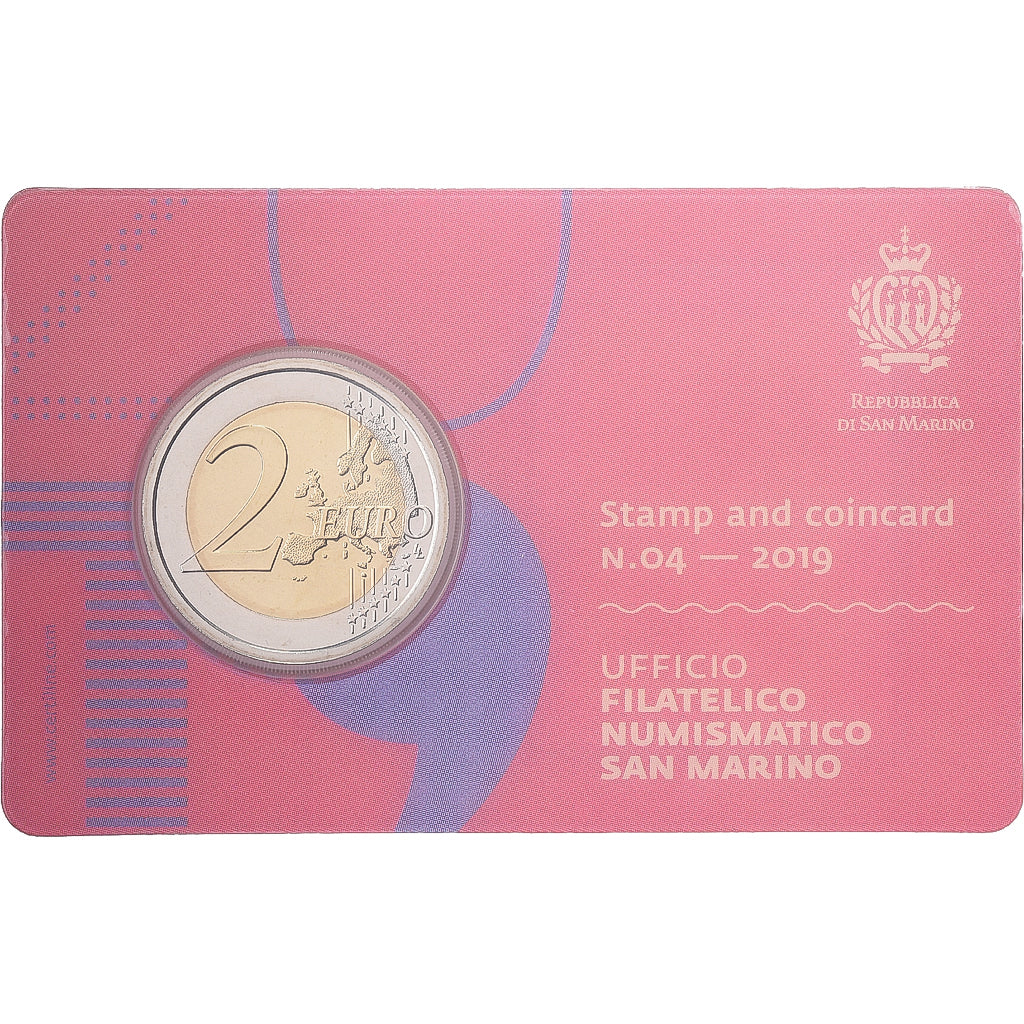 REPUBBLICA
DI SAN MARINO
2 EURO
Stamp and coincard
N.04 — 2019
UFFICIO
FILATELICO
NUMISMATICO
SAN MARINO